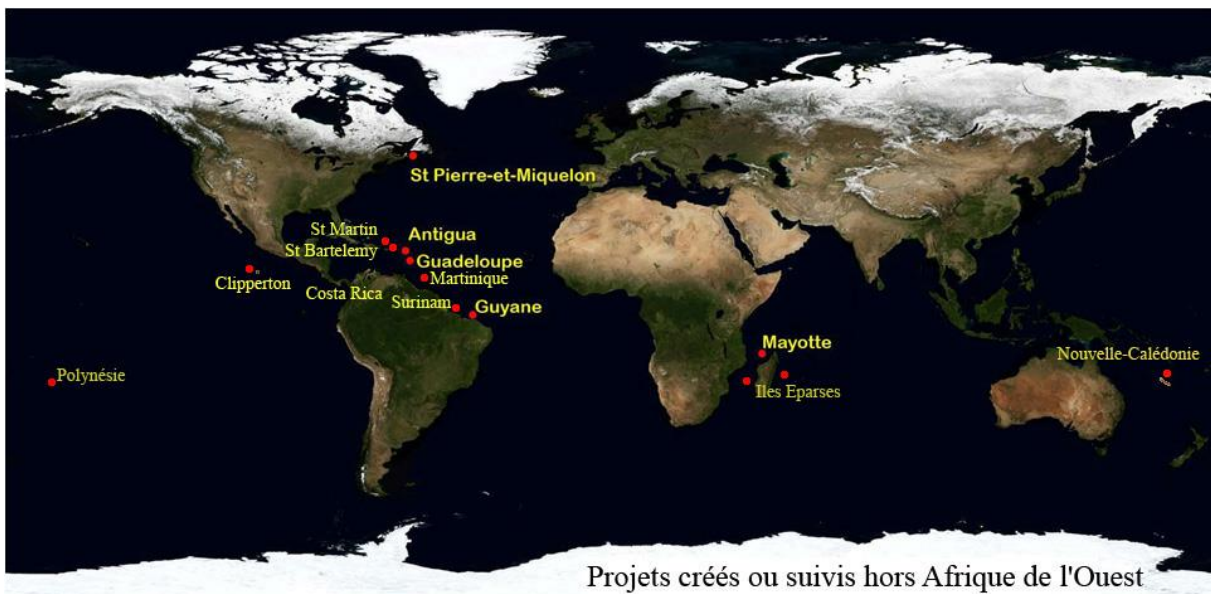 St Pierre-et-Miquelon
St Martin
Antigua
St Bartelemy
Guadeloupe
Clipperton
Martinique
Costa Rica
Surinam
Guyane
Mayotte
Nouvelle-Calédonie
Polynésie
Iles Eparses
Projets créés ou suivis hors Afrique de l'Ouest